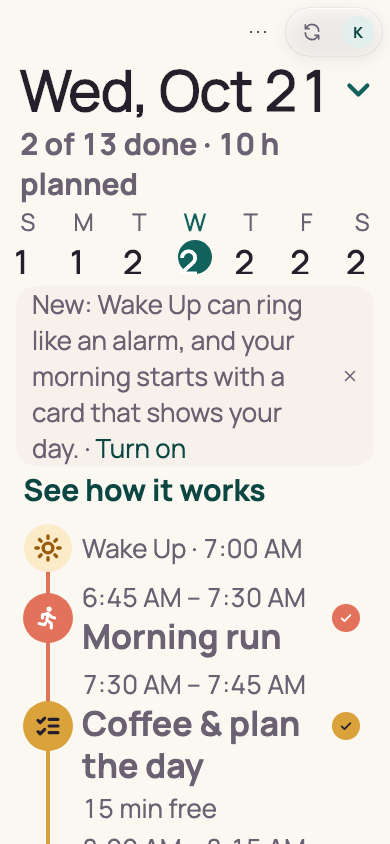 K
Wed, Oct 21
2 of 13 done · 10 h
planned
S M T W T F S
1 1 2 2 2 2 2
New: Wake Up can ring
like an alarm, and your
morning starts with a
card that shows your
day. · Turn on
See how it works
Wake Up · 7:00 AM
6:45 AM – 7:30 AM
Morning run
7:30 AM – 7:45 AM
Coffee & plan
the day
15 min free